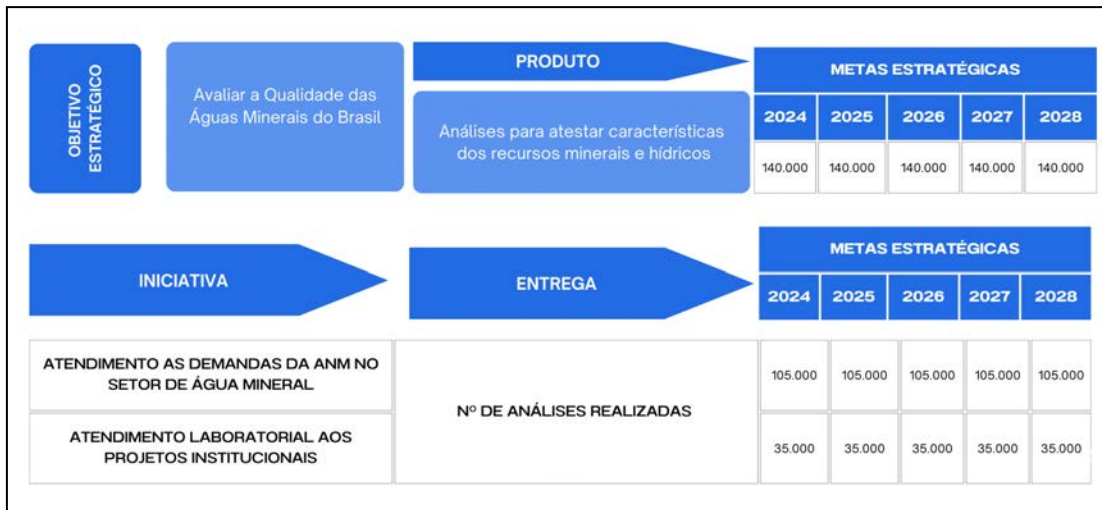 OBJETIVO
ESTRATÉGICO
Avaliar a Qualidade das
Águas Minerais do Brasil
PRODUTO
Análises para atestar características
dos recursos minerais e hídricos
METAS ESTRATÉGICAS
2024 2025 2026 2027 2028
140.000 140.000 140.000 140.000 140.000
INICIATIVA
ENTREGA
METAS ESTRATÉGICAS
2024 2025 2026 2027 2028
ATENDIMENTO AS DEMANDAS DA ANM NO
SETOR DE ÁGUA MINERAL
Nº DE ANÁLISES REALIZADAS
105.000 105.000 105.000 105.000 105.000
ATENDIMENTO LABORATORIAL AOS
PROJETOS INSTITUCIONAIS
35.000 35.000 35.000 35.000 35.000